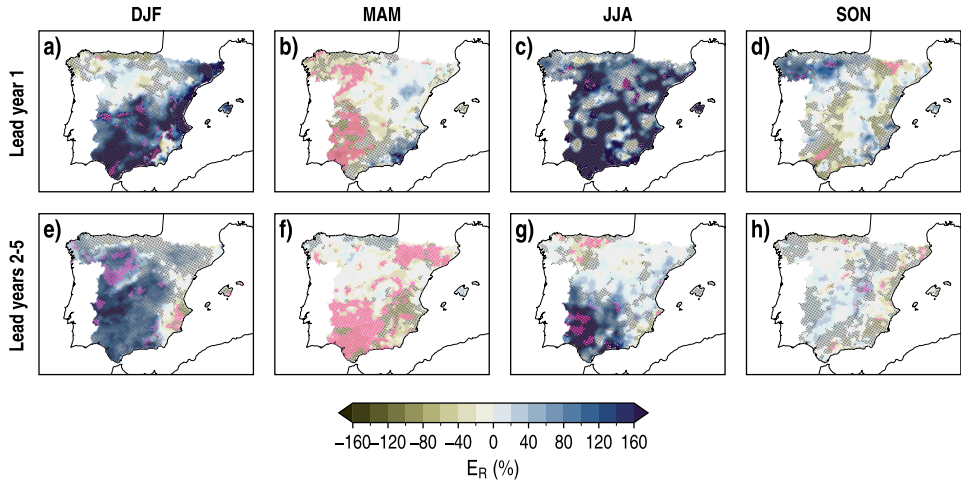 DJF MAM JJA SON
Lead year 1
a) b) c) d)
Lead years 2-5
e) f) g) h)
−160 −120 −80 −40 0 40 80 120 160
E_R (%)